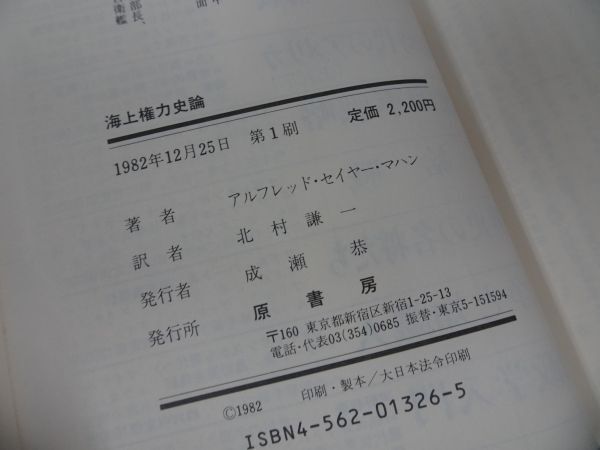 部長、
衛艦
海上権力史論 定価 2,200円
1982年12月25日 第1刷
著者 アルフレッド・セイヤー・マハン
訳者 北村謙一
発行者 成瀬恭
発行所 原書房
〒160 東京都新宿区新宿1-25-13
電話・代表03(354)0685 振替・東京5-151594
©1982 印刷・製本/大日本法令印刷
ISBN4-562-01326-5